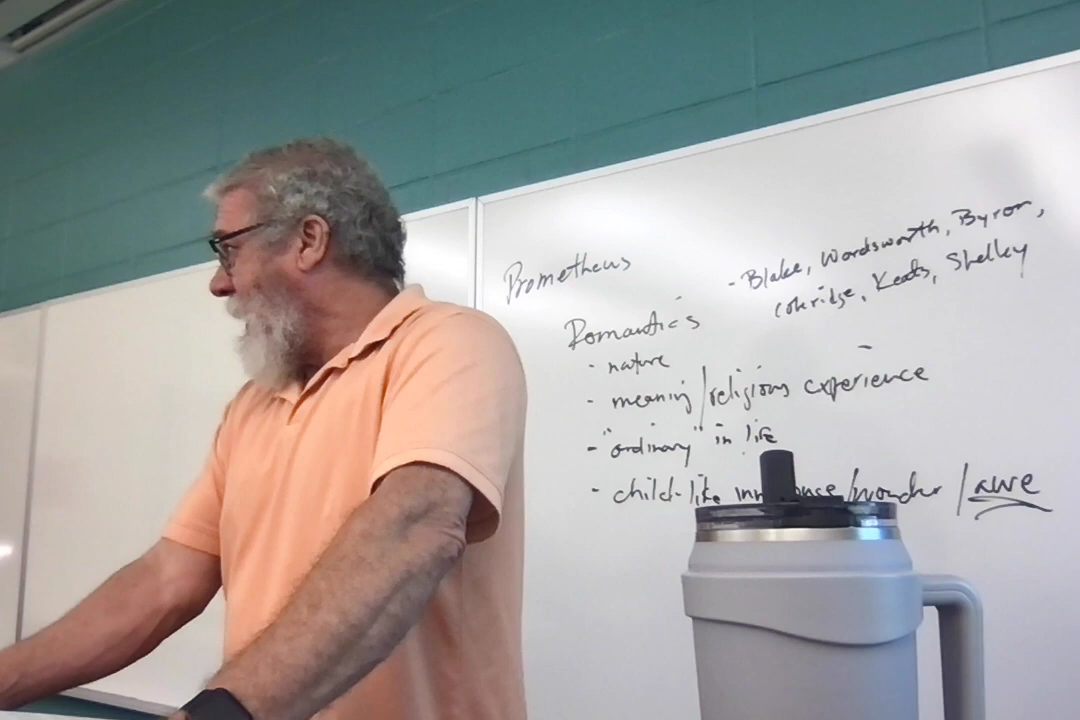 Prometheus
- Blake, Wordsworth, Byron,
Coleridge, Keats, Shelley
Romantics
- nature
- meaning/religious experience
- "ordinary" in life
- child-like innocence/wonder/awe